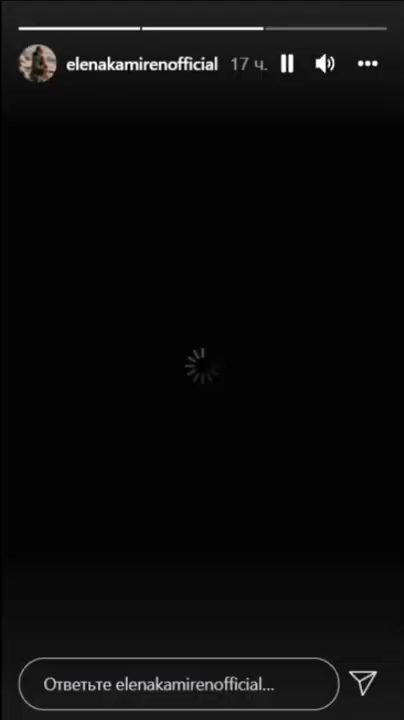 elenakamirenofficial 17 ч.
Ответьте elenakamirenofficial...